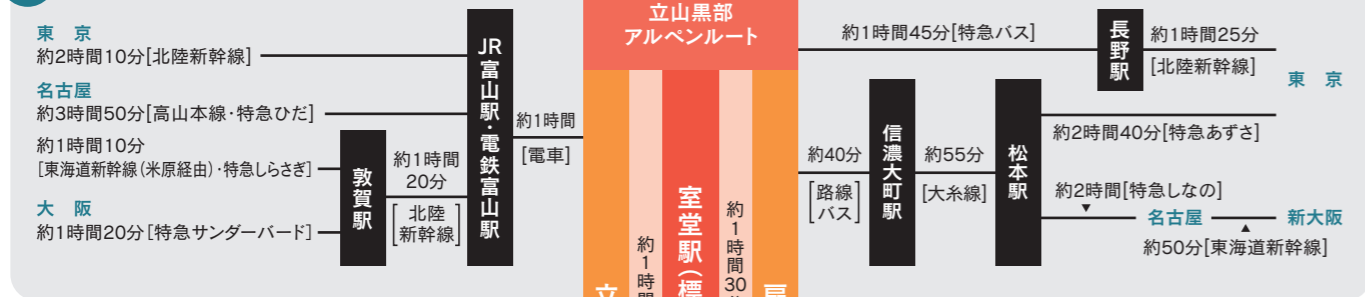 東 京
約2時間10分[北陸新幹線]
名古屋
約3時間50分[高山本線・特急ひだ]
約1時間10分
[東海道新幹線(米原経由)・特急しらさぎ]
大 阪
約1時間20分[特急サンダーバード]
敦賀駅
約1時間
20分
[北陸
新幹線]
JR富山駅・電鉄富山駅
約1時間
[電車]
立山黒部
アルペンルート
立
約1時間
室堂駅(標
約1時間30分
扇
約1時間45分[特急バス]
長野駅
約1時間25分
[北陸新幹線]
東 京
約40分
[路線
バス]
信濃大町駅
約55分
[大糸線]
松本駅
約2時間40分[特急あずさ]
約2時間[特急しなの]
名古屋
新大阪
約50分[東海道新幹線]